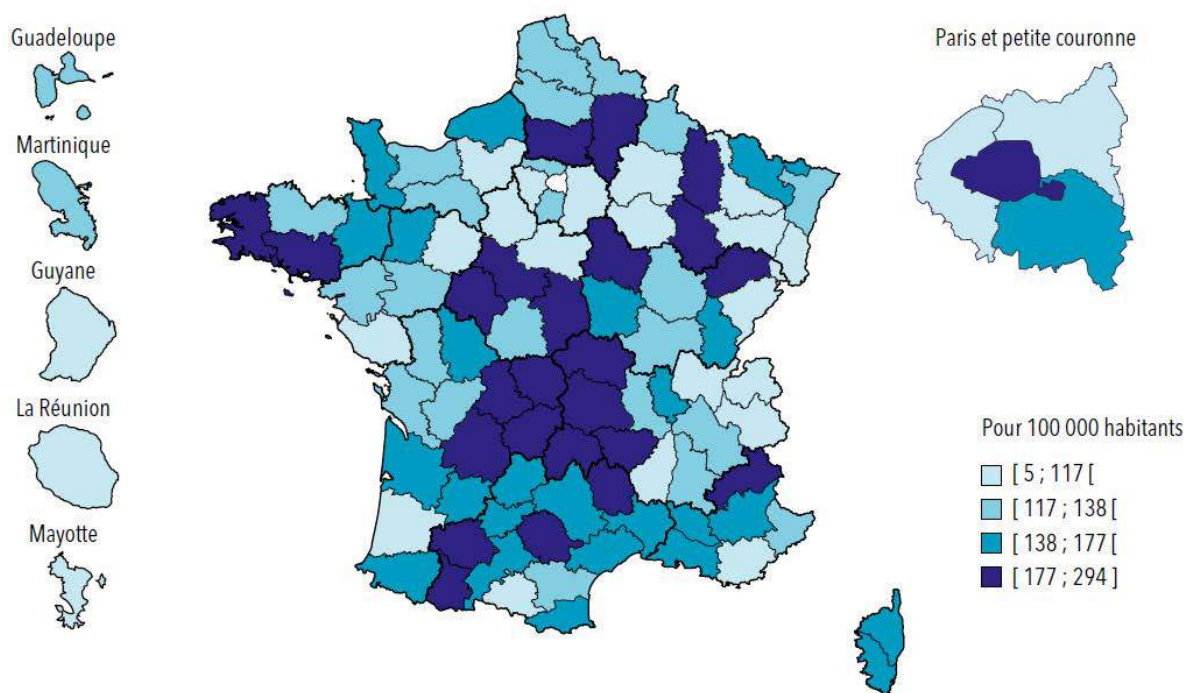 Guadeloupe
Martinique
Guyane
La Réunion
Mayotte
Paris et petite couronne
Pour 100 000 habitants
[ 5 ; 117 [
[ 117 ; 138 [
[ 138 ; 177 [
[ 177 ; 294 ]